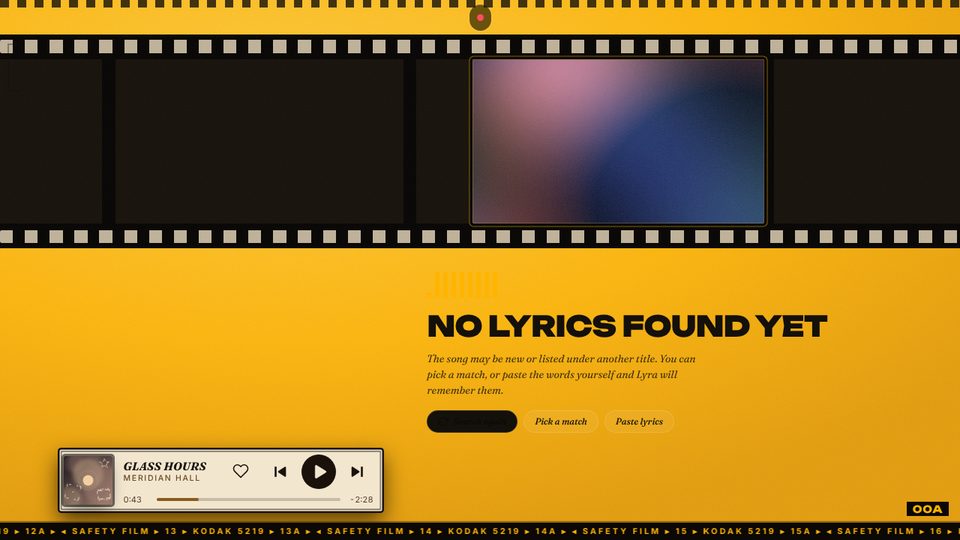 NO LYRICS FOUND YET
The song may be new or listed under another title. You can
pick a match, or paste the words yourself and Lyra will
remember them.
Pick a match
Paste lyrics
GLASS HOURS
MERIDIAN HALL
0:43
-2:28
OOA
19 ▸ 12A ▸ ◂ SAFETY FILM ▸ 13 ▸ KODAK 5219 ▸ 13A ▸ ◂ SAFETY FILM ▸ 14 ▸ KODAK 5219 ▸ 14A ▸ ◂ SAFETY FILM ▸ 15 ▸ KODAK 5219 ▸ 15A ▸ ◂ SAFETY FILM ▸ 16 ▸